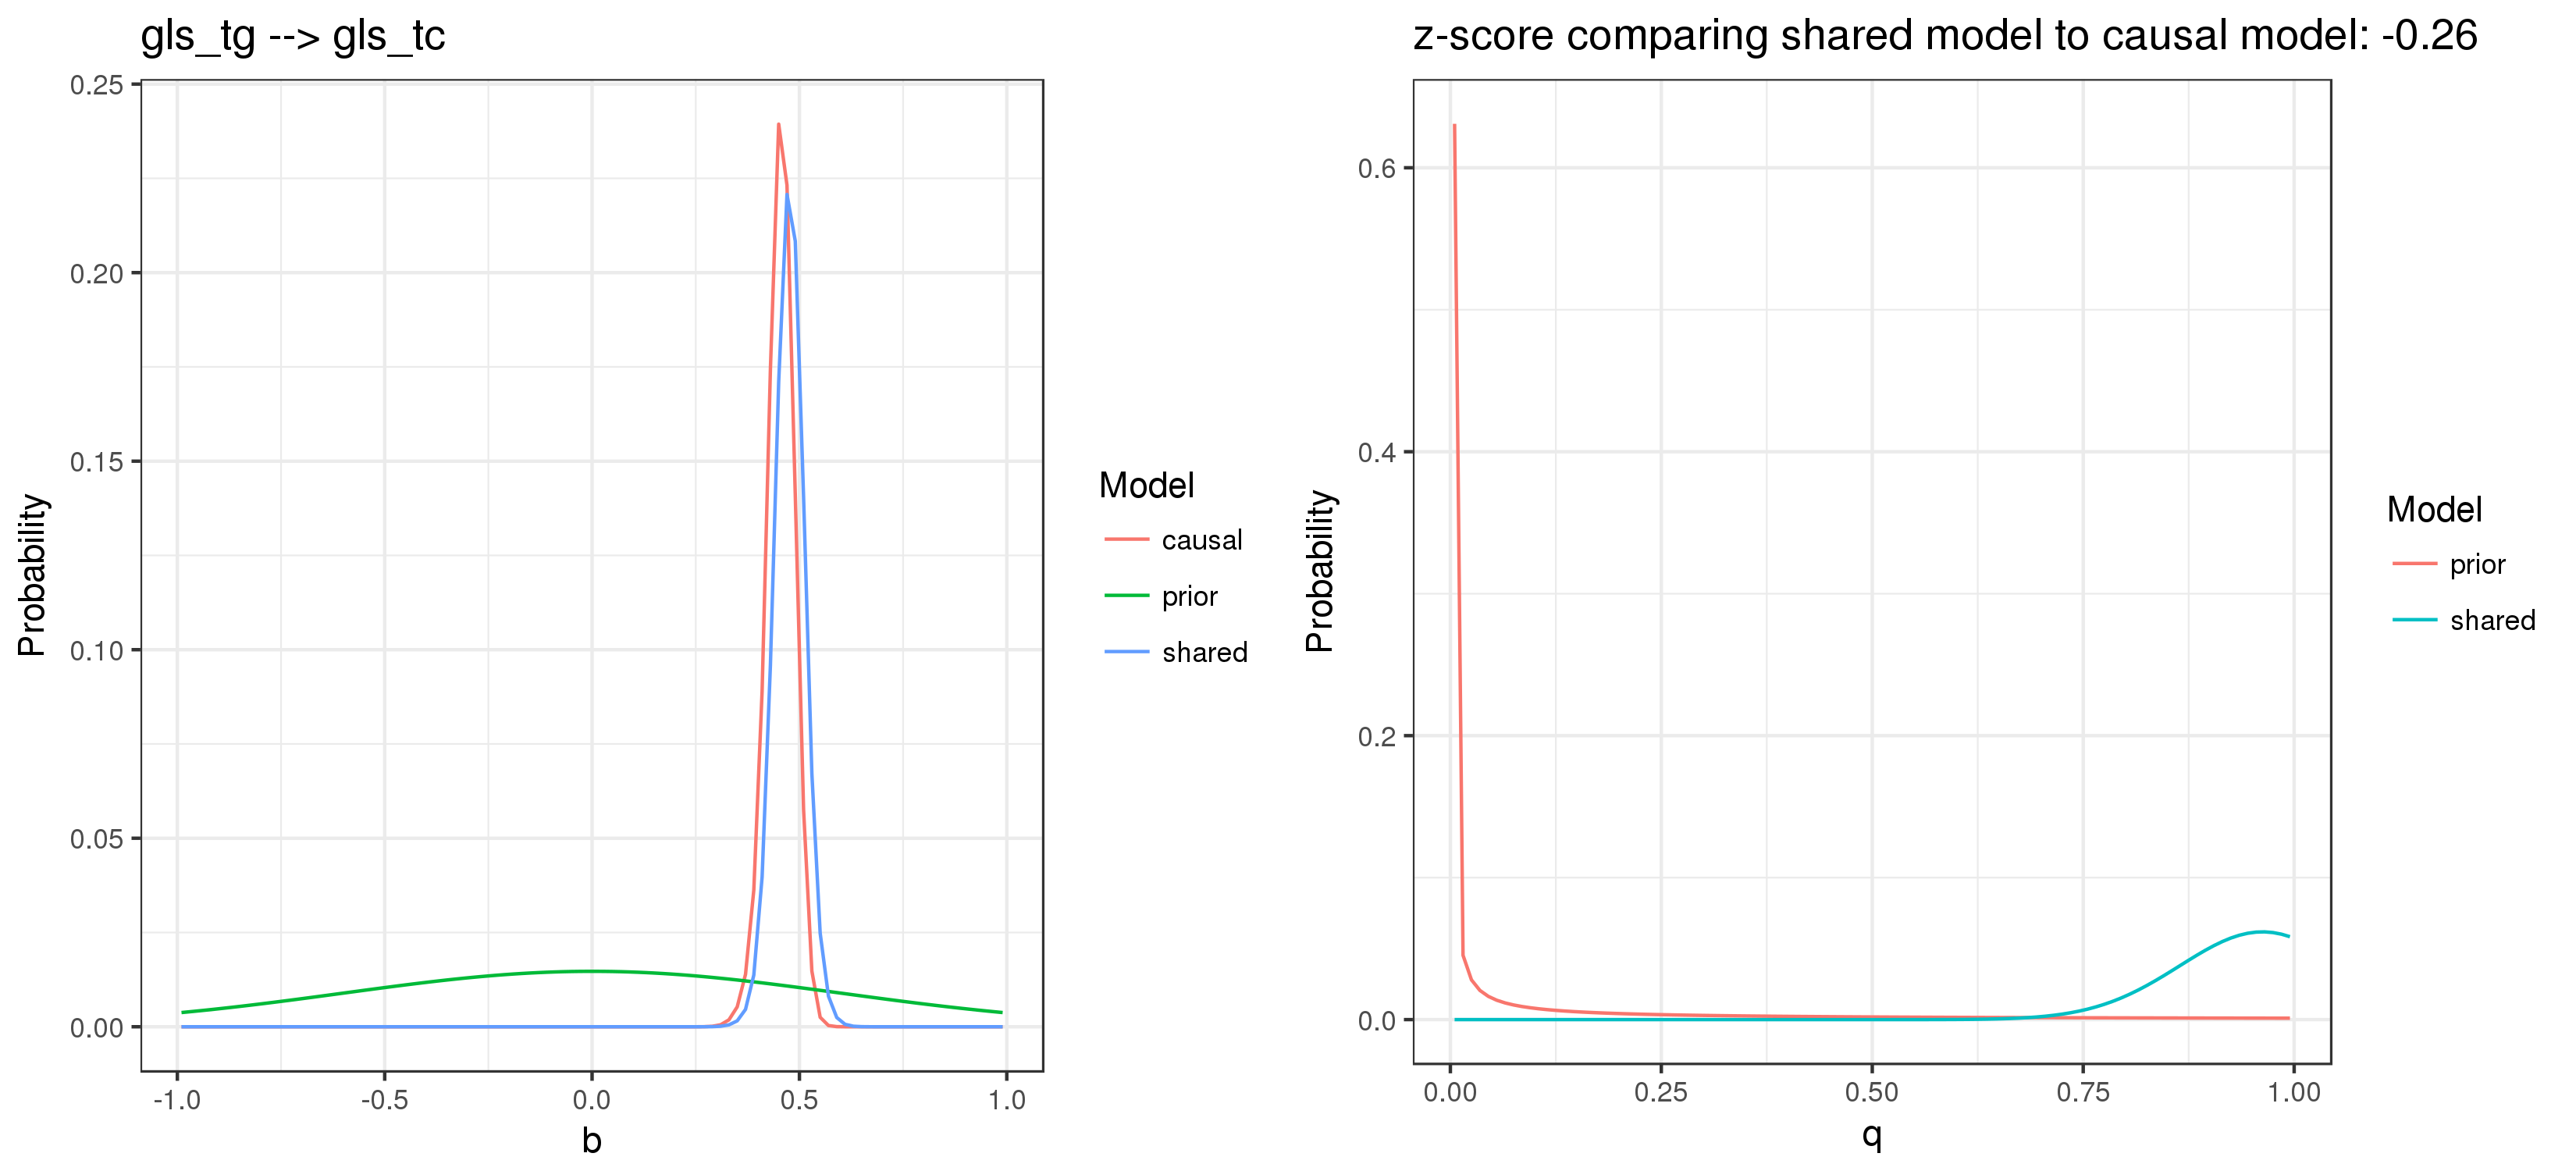 gls_tg --> gls_tc
0.25
0.20
0.15
0.10
0.05
0.00
Probability
-1.0 -0.5 0.0 0.5 1.0
b
Model
causal
prior
shared
z-score comparing shared model to causal model: -0.26
0.6
0.4
0.2
0.0
Probability
0.00 0.25 0.50 0.75 1.00
q
Model
prior
shared